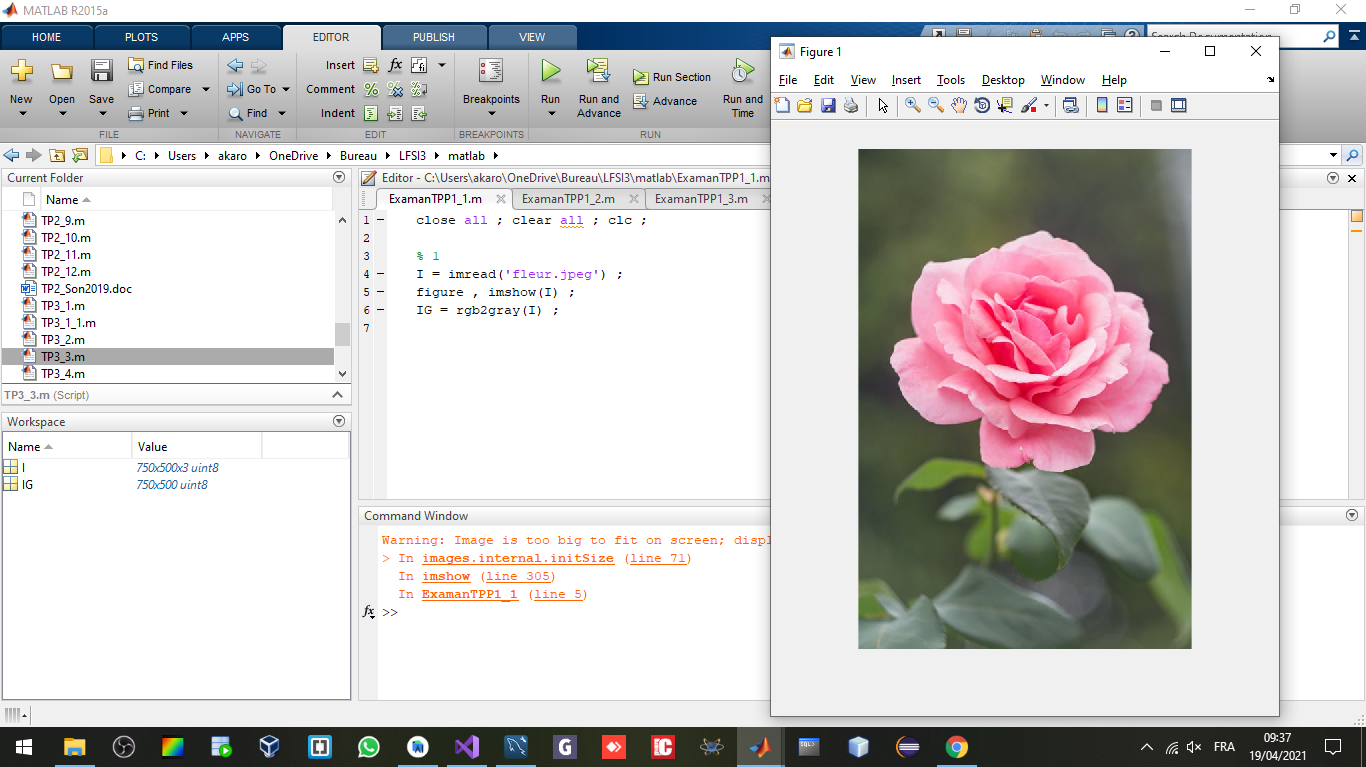 MATLAB R2015a
HOME PLOTS APPS EDITOR PUBLISH VIEW
Search Documentation
New Open Save
Find Files
Compare
Print
FILE
Go To
Find
NAVIGATE
Insert
Comment
Indent
EDIT
Breakpoints
BREAKPOINTS
Run
Run and Advance
Run Section
Advance
Run and Time
RUN
C: Users akaro OneDrive Bureau LFSI3 matlab
Current Folder
Name
TP2_9.m
TP2_10.m
TP2_11.m
TP2_12.m
TP2_Son2019.doc
TP3_1.m
TP3_1_1.m
TP3_2.m
TP3_3.m
TP3_4.m
TP3_3.m (Script)
Workspace
Name Value
I 750x500x3 uint8
IG 750x500 uint8
Editor - C:\Users\akaro\OneDrive\Bureau\LFSI3\matlab\ExamanTPP1_1.m
ExamanTPP1_1.m ExamanTPP1_2.m ExamanTPP1_3.m
1 close all ; clear all ; clc ;
2
3 % 1
4 I = imread('fleur.jpeg') ;
5 figure , imshow(I) ;
6 IG = rgb2gray(I) ;
7
Command Window
Warning: Image is too big to fit on screen; displ
> In images.internal.initSize (line 71)
In imshow (line 305)
In ExamanTPP1_1 (line 5)
fx >>
Figure 1
File Edit View Insert Tools Desktop Window Help
FRA
09:37
19/04/2021